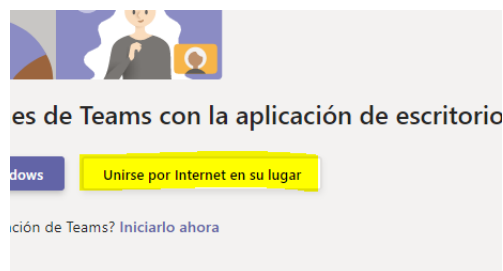 es de Teams con la aplicación de escritorio
dows Unirse por Internet en su lugar
ción de Teams? Iniciarlo ahora